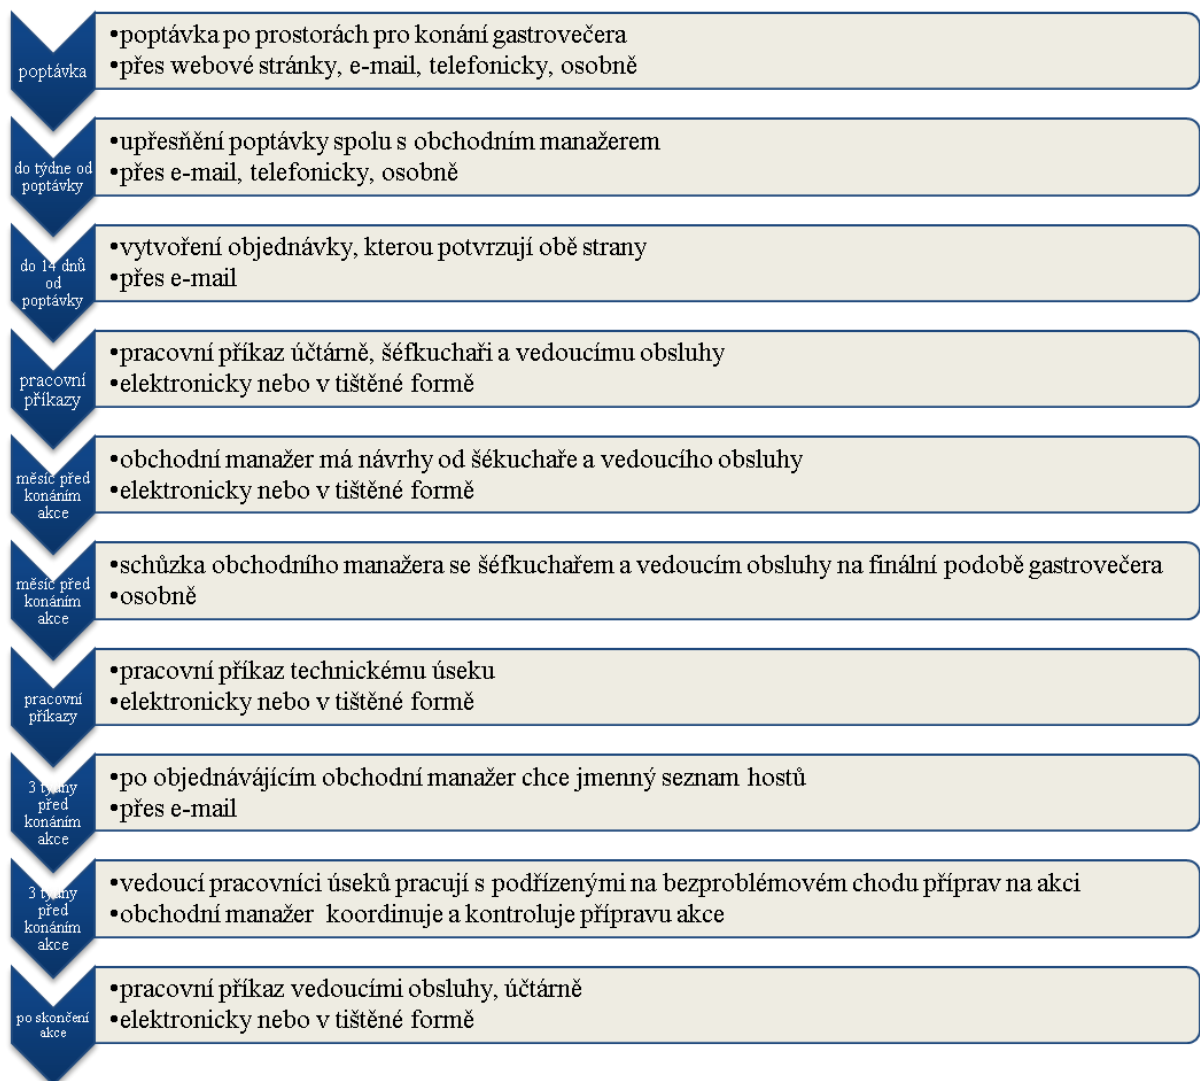 poptávka
•poptávka po prostorách pro konání gastrovečera
•přes webové stránky, e-mail, telefonicky, osobně
do týdne od
poptávky
•upřesňění poptávky spolu s obchodním manažerem
•přes e-mail, telefonicky, osobně
do 14 dnů
od
poptávky
•vytvoření objednávky, kterou potvrzují obě strany
•přes e-mail
pracovní
příkazy
•pracovní příkaz účtárně, šéfkuchaři a vedoucímu obsluhy
•elektronicky nebo v tištěné formě
měsíc před
konáním
akce
•obchodní manažer má návrhy od šékuchaře a vedoucího obsluhy
•elektronicky nebo v tištěné formě
měsíc před
konáním
akce
•schůzka obchodního manažera se šéfkuchařem a vedoucím obsluhy na finální podobě gastrovečera
•osobně
pracovní
příkazy
•pracovní příkaz technickému úseku
•elektronicky nebo v tištěné formě
3 týdny
před
konáním
akce
•po objednávájícím obchodní manažer chce jmenný seznam hostů
•přes e-mail
3 týdny
před
konáním
akce
•vedoucí pracovníci úseků pracují s podřízenými na bezproblémovém chodu příprav na akci
•obchodní manažer  koordinuje a kontroluje přípravu akce
po skončení
akce
•pracovní příkaz vedoucími obsluhy, účtárně
•elektronicky nebo v tištěné formě